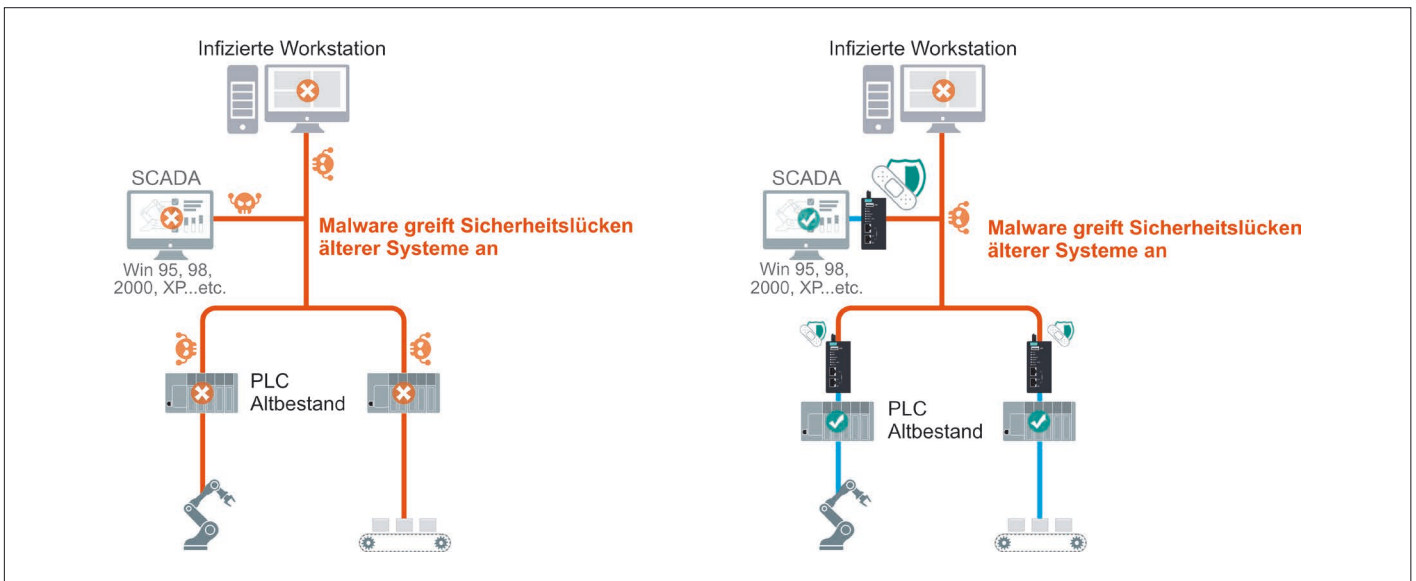 Infizierte Workstation
SCADA
Malware greift Sicherheitslücken
älterer Systeme an
Win 95, 98,
2000, XP...etc.
PLC
Altbestand
Infizierte Workstation
SCADA
Malware greift Sicherheitslücken
älterer Systeme an
Win 95, 98,
2000, XP...etc.
PLC
Altbestand